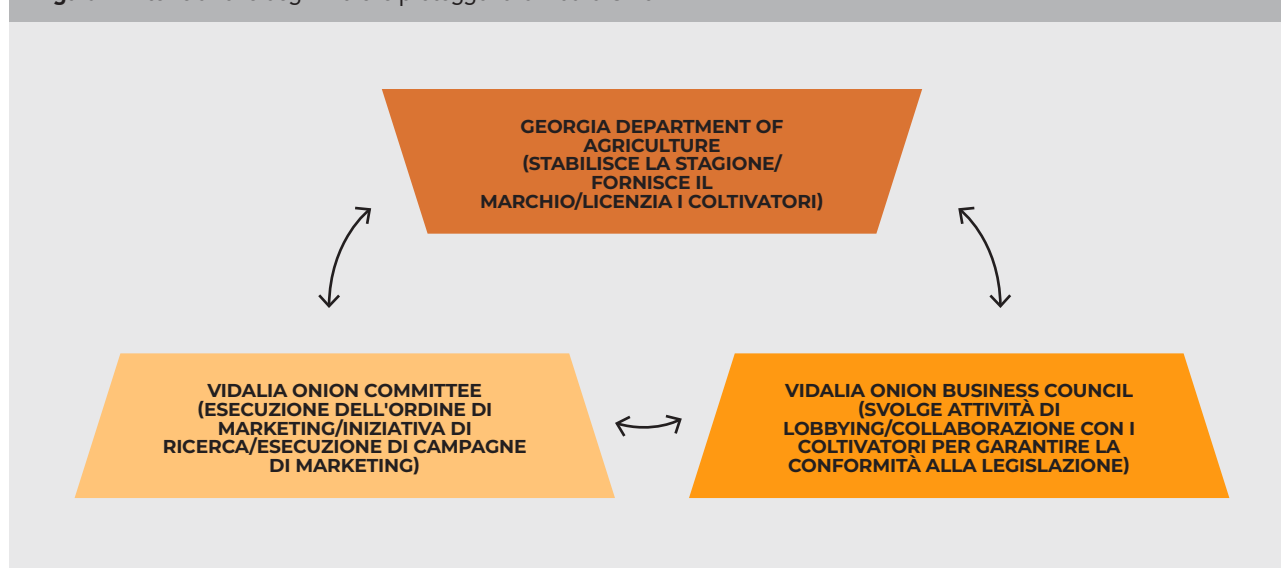 GEORGIA DEPARTMENT OF
AGRICULTURE
(STABILISCE LA STAGIONE/
FORNISCE IL
MARCHIO/LICENZIA I COLTIVATORI)
VIDALIA ONION COMMITTEE
(ESECUZIONE DELL'ORDINE DI
MARKETING/INIZIATIVA DI
RICERCA/ESECUZIONE DI CAMPAGNE
DI MARKETING)
VIDALIA ONION BUSINESS COUNCIL
(SVOLGE ATTIVITÀ DI
LOBBYING/COLLABORAZIONE CON I
COLTIVATORI PER GARANTIRE LA
CONFORMITÀ ALLA LEGISLAZIONE)